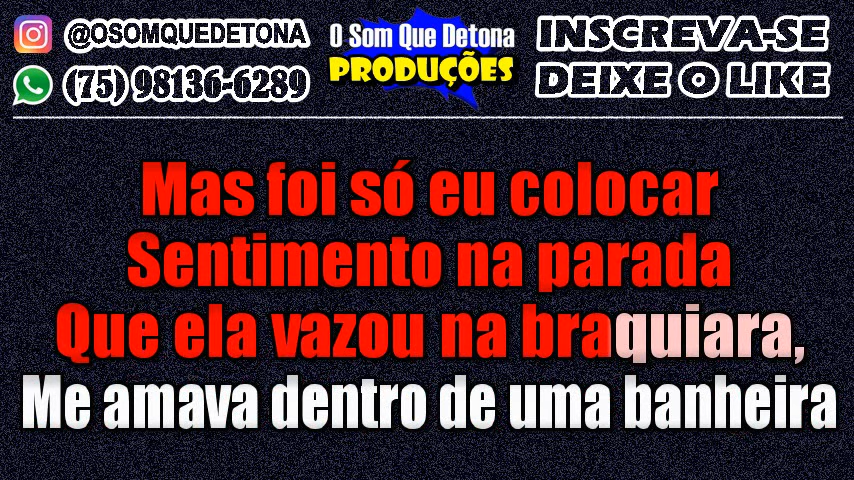 @OSOMQUEDETONA
(75) 98136-6289
O Som Que Detona
PRODUÇÕES
INSCREVA-SE
DEIXE O LIKE
Mas foi só eu colocar
Sentimento na parada
Que ela vazou na braquiara,
Me amava dentro de uma banheira